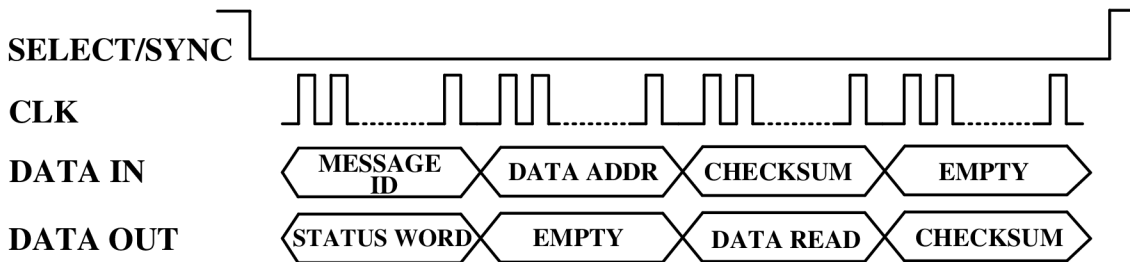 SELECT/SYNC
CLK
DATA IN
MESSAGE
ID
DATA ADDR
CHECKSUM
EMPTY
DATA OUT
STATUS WORD
EMPTY
DATA READ
CHECKSUM